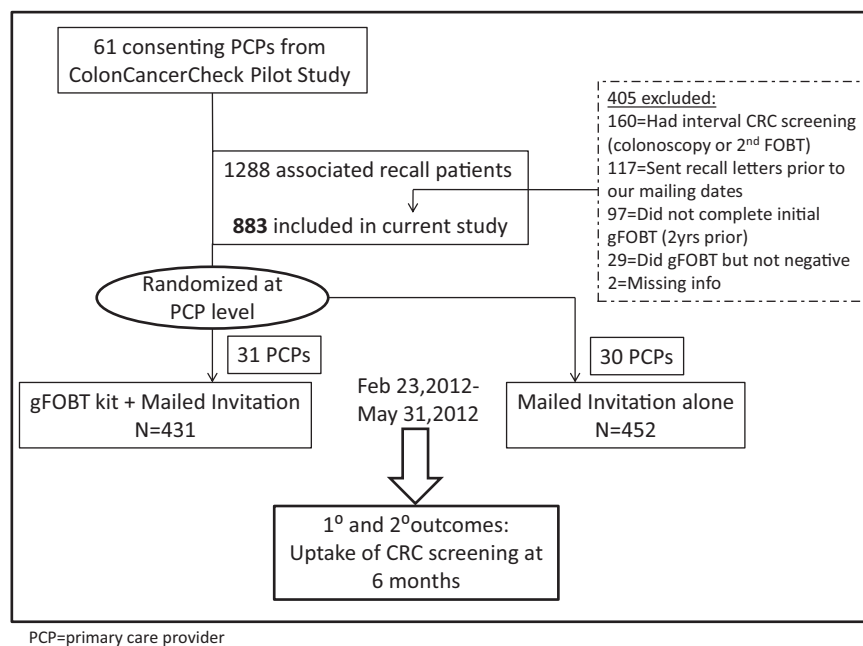 61 consenting PCPs from
ColonCancerCheck Pilot Study
405 excluded:
160=Had interval CRC screening
(colonoscopy or 2nd FOBT)
117=Sent recall letters prior to
our mailing dates
97=Did not complete initial
gFOBT (2yrs prior)
29=Did gFOBT but not negative
2=Missing info
1288 associated recall patients
883 included in current study
Randomized at
PCP level
31 PCPs
30 PCPs
gFOBT kit + Mailed Invitation
N=431
Feb 23,2012-
May 31,2012
Mailed Invitation alone
N=452
1º and 2ºoutcomes:
Uptake of CRC screening at
6 months
PCP=primary care provider